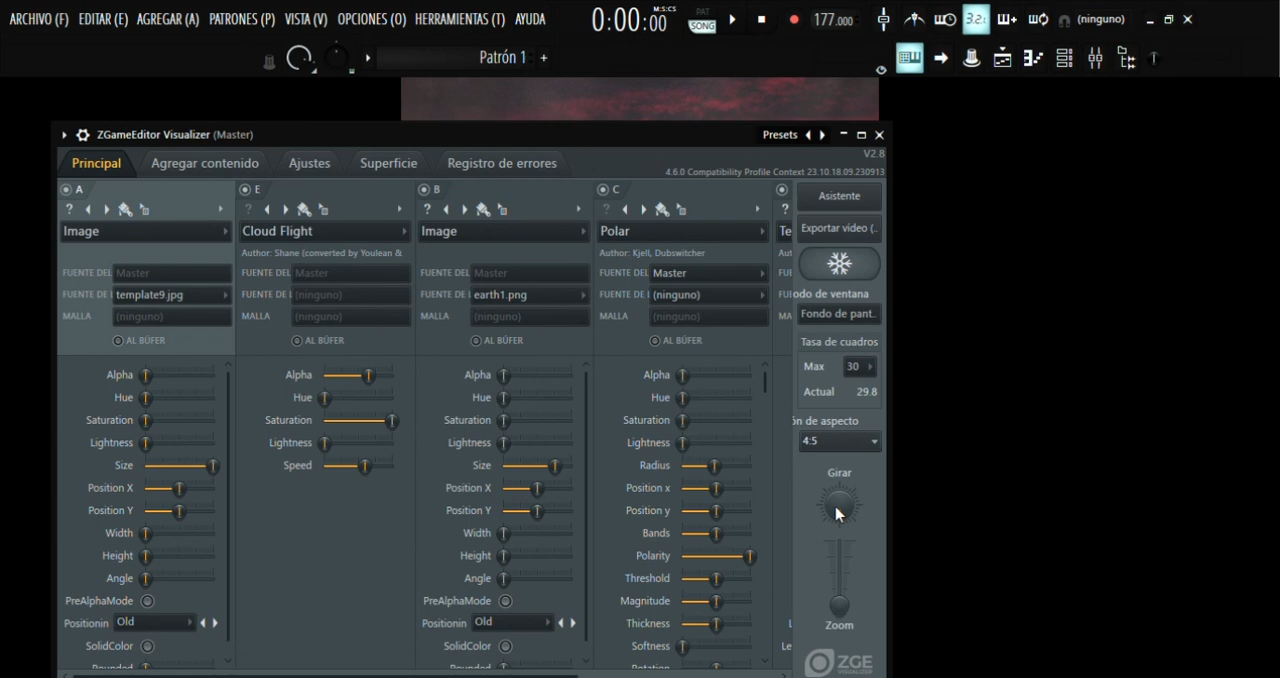 ARCHIVO (F) EDITAR (E) AGREGAR (A) PATRONES (P) VISTA (V) OPCIONES (O) HERRAMIENTAS (T) AYUDA
0:00:00 M:S:CS PAT SONG 177.000 3.2 (ninguno)
Patrón 1 +
ZGameEditor Visualizer (Master) Presets
Principal Agregar contenido Ajustes Superficie Registro de errores V2.8
4.6.0 Compatibility Profile Context 23.10.18.09.230913
A E B C
Asistente
? ? ? ? ?
Image Cloud Flight Image Polar Te
Exportar vídeo (..
Author: Shane (converted by Youlean & Author: Kjell, Dubswitcher
FUENTE DEL Master FUENTE DEL Master FUENTE DEL Master FUENTE DEL Master
FUENTE DE template9.jpg FUENTE DE (ninguno) FUENTE DE earth1.png FUENTE DE (ninguno)
odo de ventana
MALLA (ninguno) MALLA (ninguno) MALLA (ninguno) MALLA (ninguno)
Fondo de pant..
AL BÚFER AL BÚFER AL BÚFER AL BÚFER
Tasa de cuadros
Max 30
Alpha Alpha Alpha Alpha
Actual 29.8
Hue Hue Hue Hue
Saturation Saturation Saturation Saturation
ón de aspecto
Lightness Lightness Lightness Lightness
4:5
Size Speed Size Radius
Girar
Position X Position X Position x
Position Y Position Y Position y
Width Width Bands
Height Height Polarity
Angle Angle Threshold
PreAlphaMode PreAlphaMode Magnitude
Positionin Old Positionin Old Thickness
Zoom
SolidColor SolidColor Softness
Rounded Rounded Rotation
ZGE
VISUALIZER